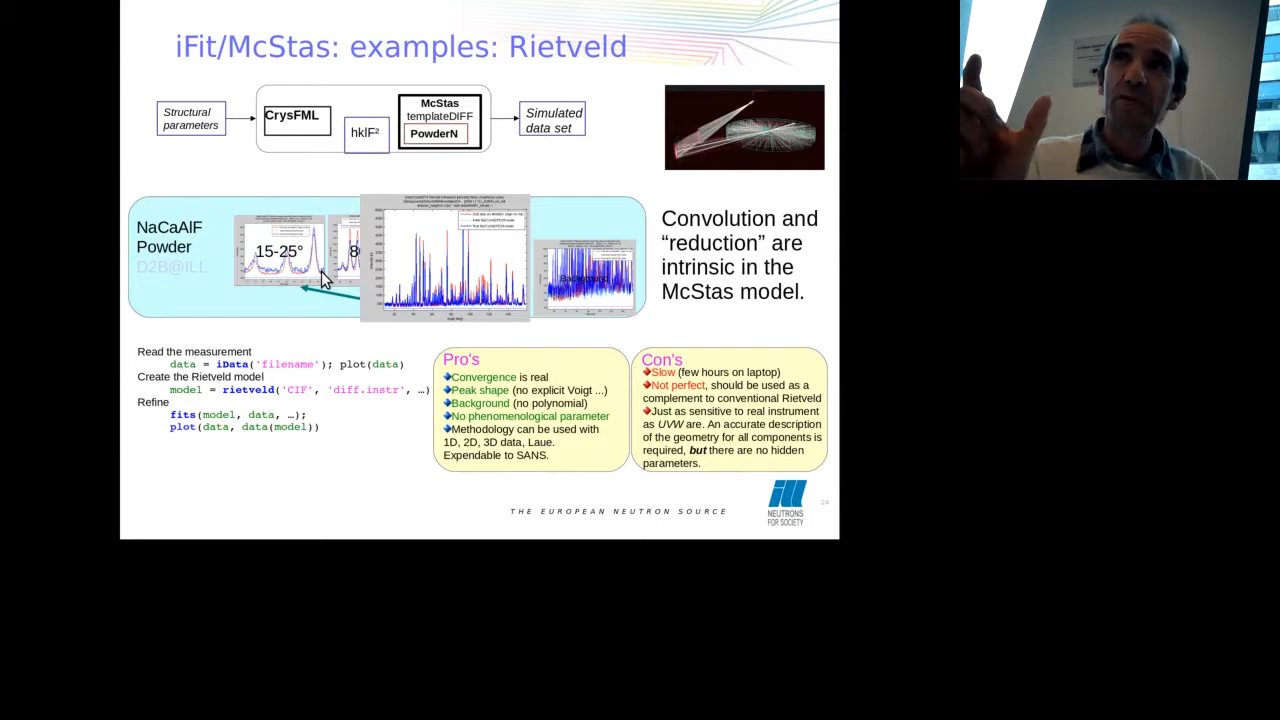 iFit/McStas: examples: Rietveld
Structural
parameters
CrysFML
hklF²
McStas
templateDIFF
PowderN
Simulated
data set
NaCaAlF
Powder
D2B@ILL
15-25°
8
Background
Convolution and
“reduction” are
intrinsic in the
McStas model.
Read the measurement
data = iData('filename'); plot(data)
Create the Rietveld model
model = rietveld('CIF', 'diff.instr', …)
Refine
fits(model, data, …);
plot(data, data(model))
Pro's
Convergence is real
Peak shape (no explicit Voigt ...)
Background (no polynomial)
No phenomenological parameter
Methodology can be used with
1D, 2D, 3D data, Laue.
Expendable to SANS.
Con's
Slow (few hours on laptop)
Not perfect, should be used as a
complement to conventional Rietveld
Just as sensitive to real instrument
as UVW are. An accurate description
of the geometry for all components is
required, but there are no hidden
parameters.
THE EUROPEAN NEUTRON SOURCE
NEUTRONS
FOR SOCIETY
24